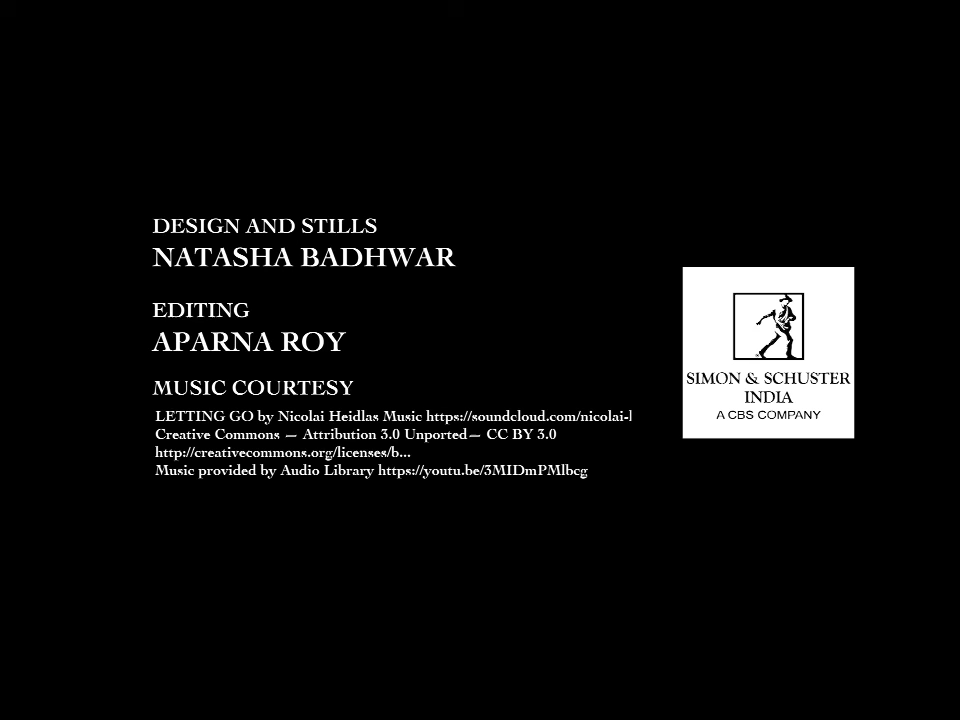 DESIGN AND STILLS
NATASHA BADHWAR
EDITING
APARNA ROY
MUSIC COURTESY
LETTING GO by Nicolai Heidlas Music https://soundcloud.com/nicolai-
Creative Commons — Attribution 3.0 Unported— CC BY 3.0
http://creativecommons.org/licenses/b...
Music provided by Audio Library https://youtu.be/3MIDmPMlbcg
SIMON & SCHUSTER
INDIA
A CBS COMPANY